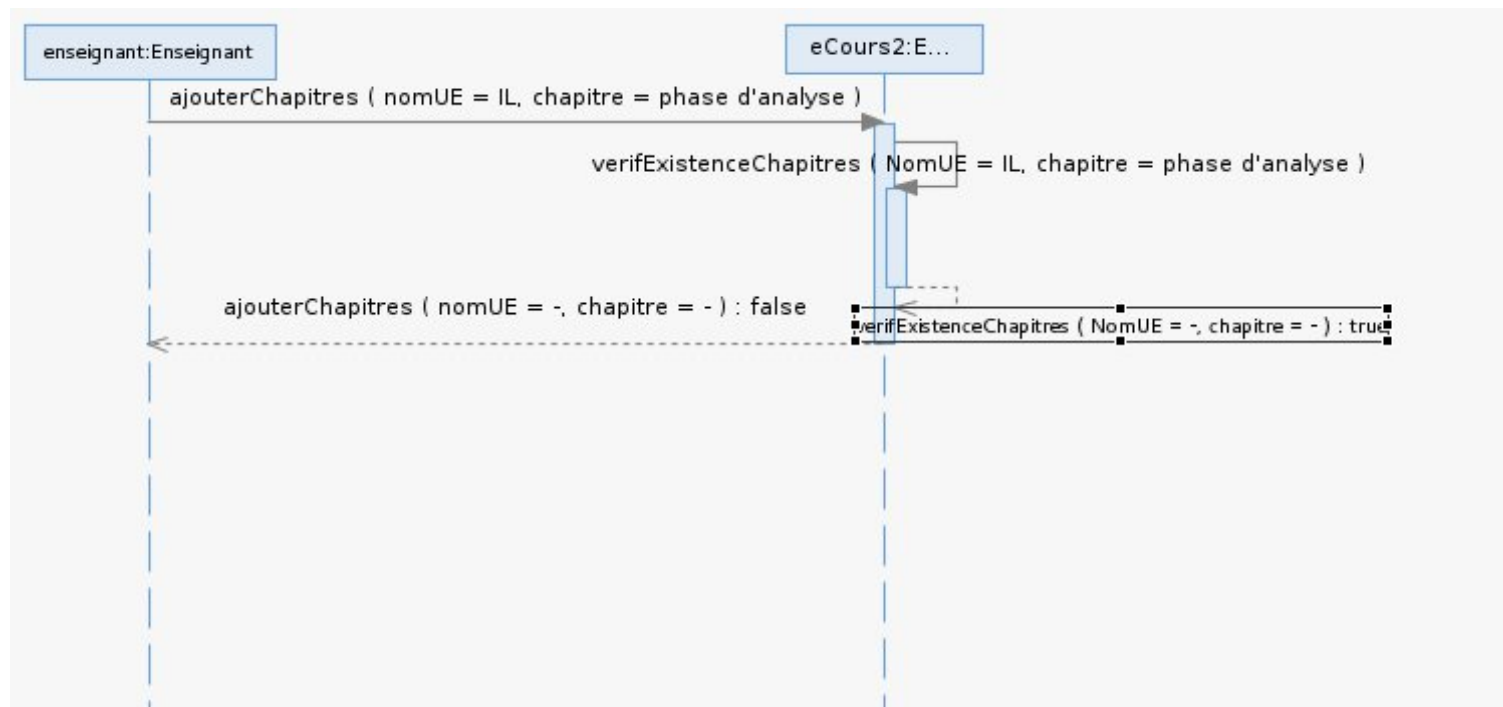 enseignant:Enseignant
eCours2:E...
ajouterChapitres ( nomUE = IL, chapitre = phase d'analyse )
verifExistenceChapitres ( NomUE = IL, chapitre = phase d'analyse )
ajouterChapitres ( nomUE = -, chapitre = - ) : false
verifExistenceChapitres ( NomUE = -, chapitre = - ) : true